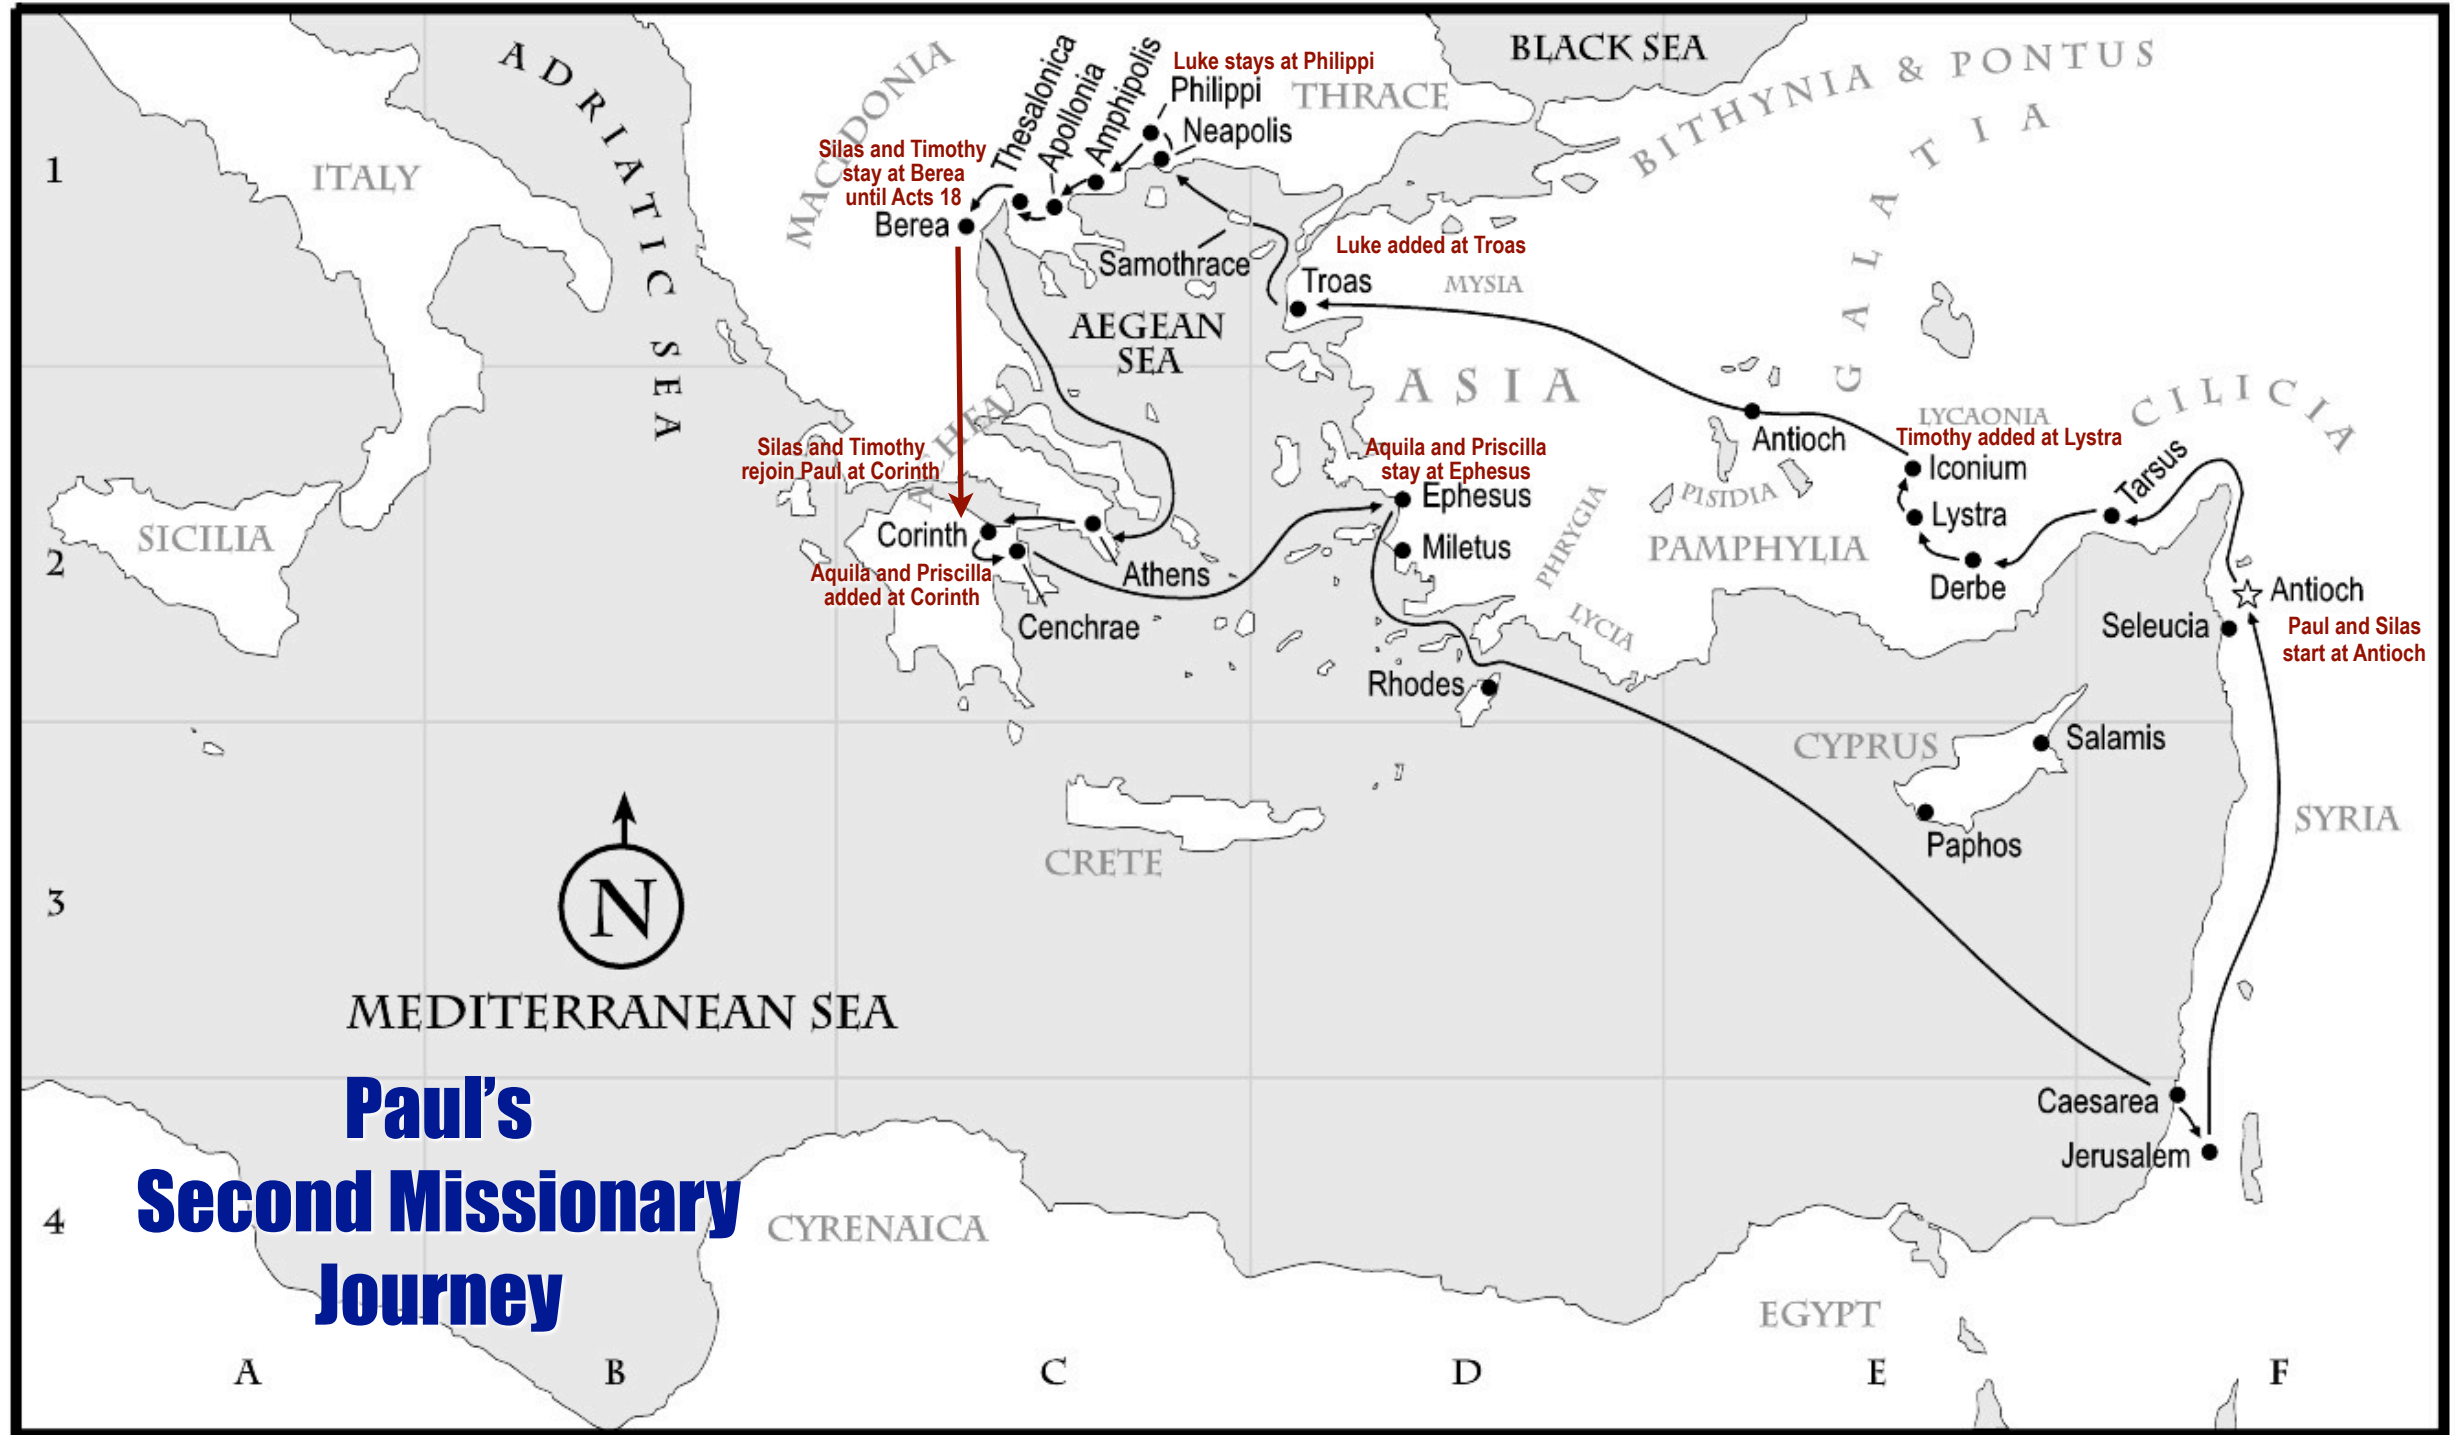 BLACK SEA
ADRIATIC SEA
MACIDONIA
Thesalonica
Apollonia
Amphipolis
Luke stays at Philippi
Philippi
THRACE
Neapolis
BITHYNIA & PONTUS
GALATIA
1
ITALY
Silas and Timothy
stay at Berea
until Acts 18
Berea
Samothrace
Luke added at Troas
Troas
MYSIA
AEGEAN
SEA
ASIA
ACHEA
CILICIA
LYCAONIA
Timothy added at Lystra
Antioch
Iconium
Tarsus
Silas and Timothy
rejoin Paul at Corinth
Aquila and Priscilla
stay at Ephesus
Ephesus
PISIDIA
PHRYGIA
Lystra
SICILIA
Corinth
Miletus
PAMPHYLIA
2
Aquila and Priscilla
added at Corinth
Athens
Derbe
Antioch
Cenchrae
LYCIA
Seleucia
Paul and Silas
start at Antioch
Rhodes
CYPRUS
Salamis
SYRIA
Paphos
CRETE
3
N
MEDITERRANEAN SEA
Caesarea
Jerusalem
Paul’s
Second Missionary
Journey
4
CYRENAICA
EGYPT
A
B
C
D
E
F